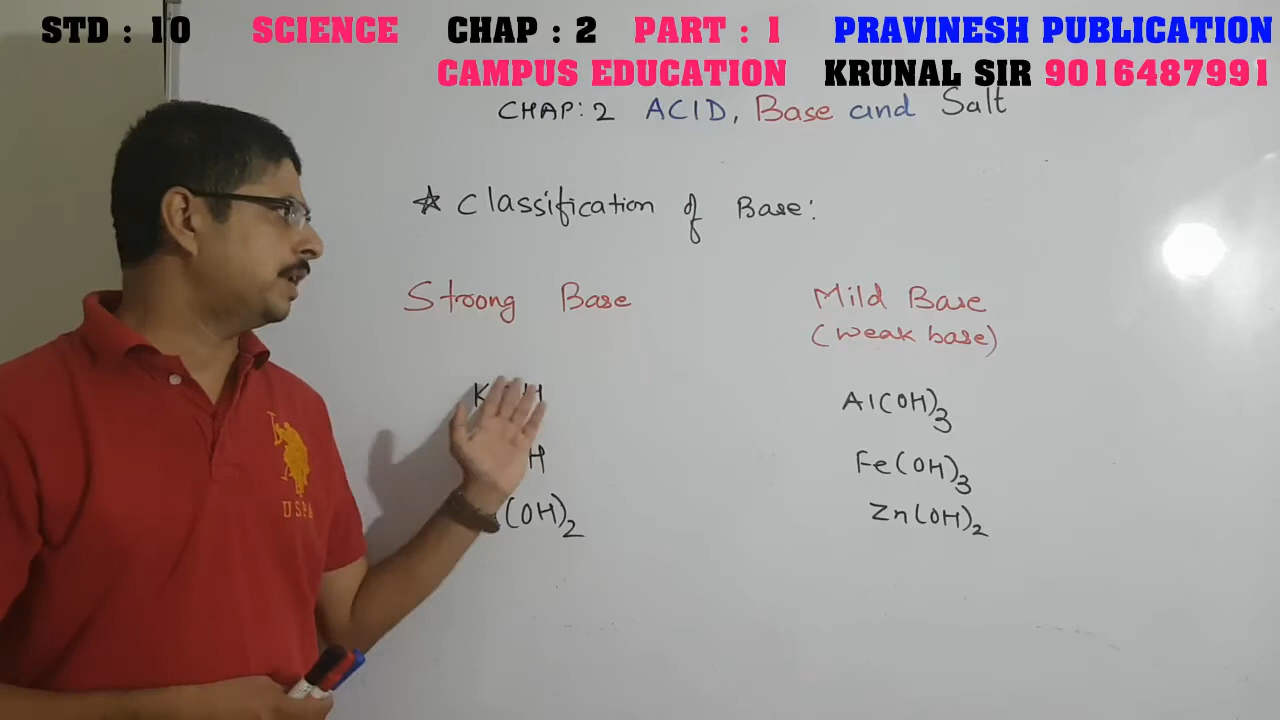 STD : 10 SCIENCE CHAP : 2 PART : 1 PRAVINESH PUBLICATION
CAMPUS EDUCATION KRUNAL SIR 9016487991
CHAP: 2 ACID, Base and Salt
☆ Classification of Base:
Strong Base Mild Base
(weak base)
Al(OH)3
Fe(OH)3
(OH)2 Zn(OH)2